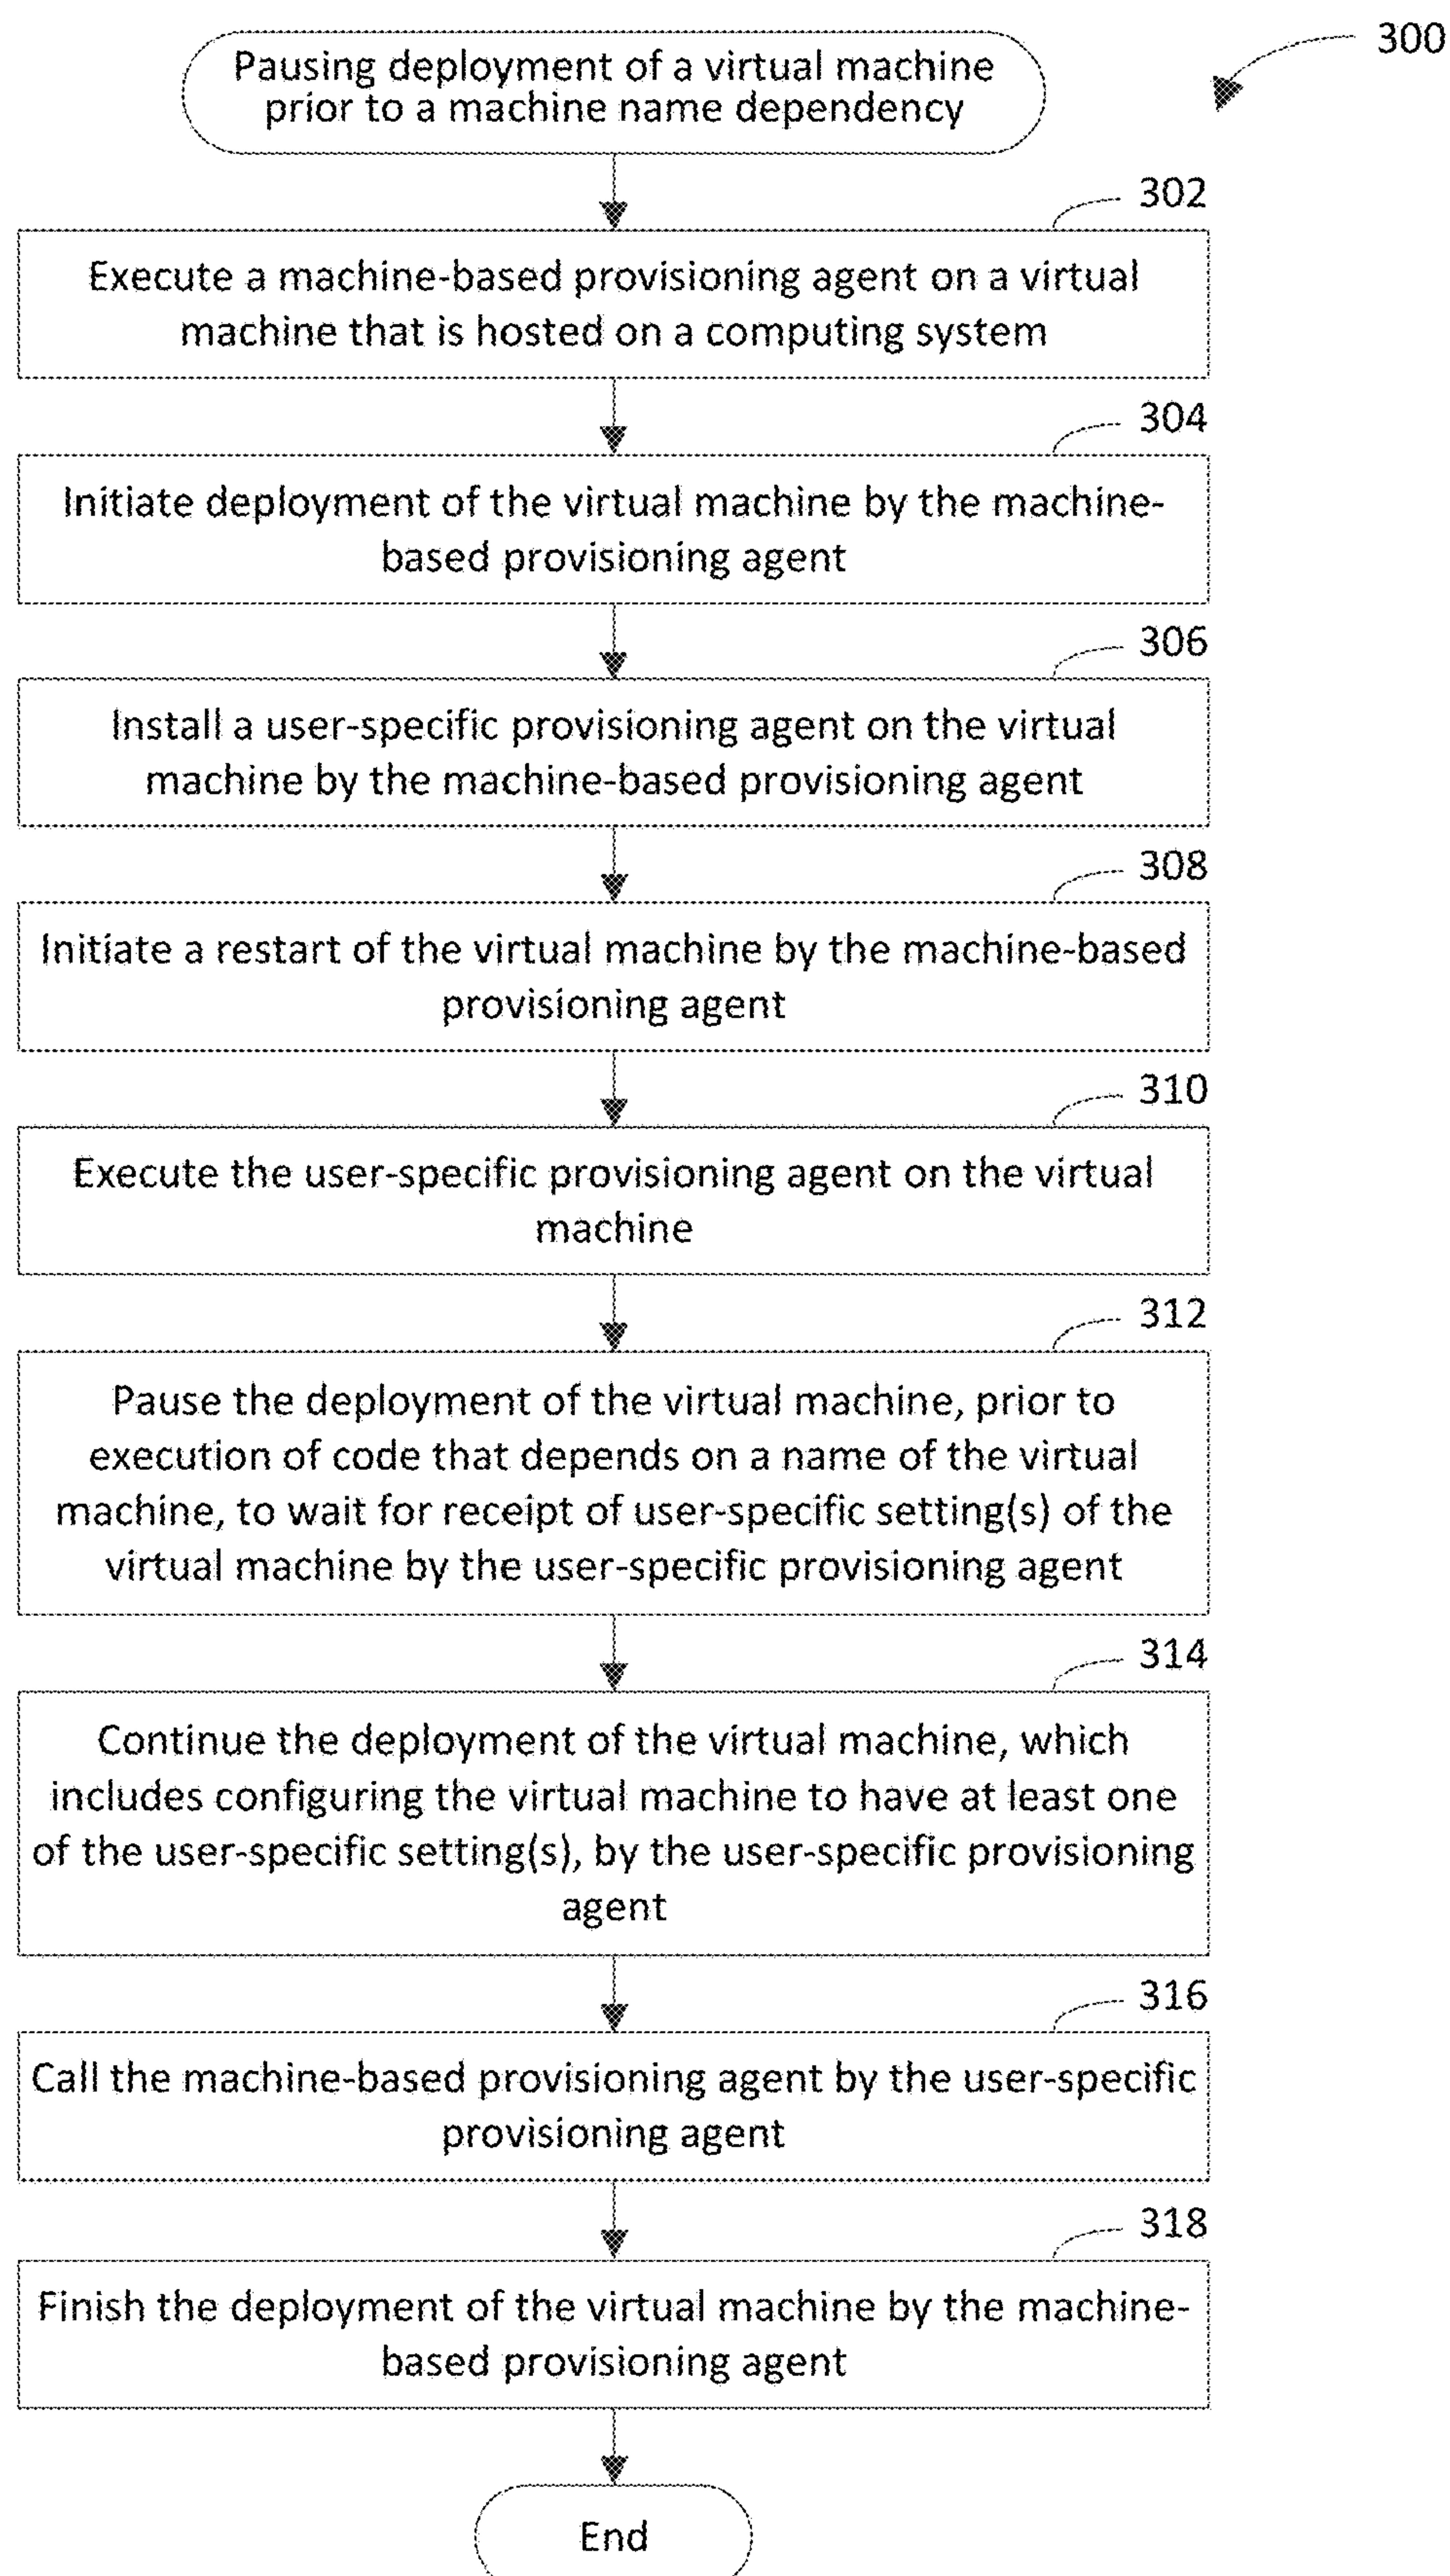 Pausing deployment of a virtual machine
prior to a machine name dependency
300
302
Execute a machine-based provisioning agent on a virtual
machine that is hosted on a computing system
304
Initiate deployment of the virtual machine by the machine-
based provisioning agent
306
Install a user-specific provisioning agent on the virtual
machine by the machine-based provisioning agent
308
Initiate a restart of the virtual machine by the machine-based
provisioning agent
310
Execute the user-specific provisioning agent on the virtual
machine
312
Pause the deployment of the virtual machine, prior to
execution of code that depends on a name of the virtual
machine, to wait for receipt of user-specific setting(s) of the
virtual machine by the user-specific provisioning agent
314
Continue the deployment of the virtual machine, which
includes configuring the virtual machine to have at least one
of the user-specific setting(s), by the user-specific provisioning
agent
316
Call the machine-based provisioning agent by the user-specific
provisioning agent
318
Finish the deployment of the virtual machine by the machine-
based provisioning agent
End